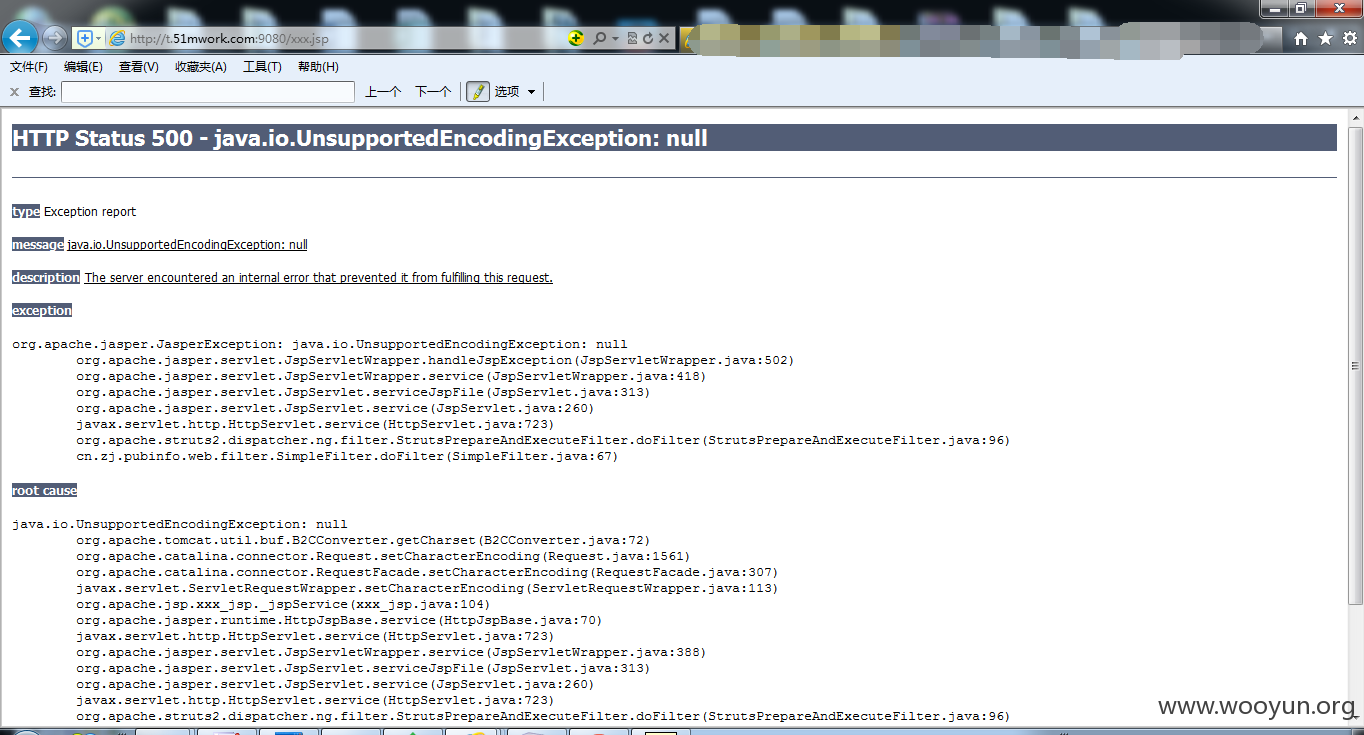 http://t.51mwork.com:9080/xxx.jsp
文件(F) 编辑(E) 查看(V) 收藏夹(A) 工具(T) 帮助(H)
查找: 上一个 下一个 选项
HTTP Status 500 - java.io.UnsupportedEncodingException: null
type Exception report
message java.io.UnsupportedEncodingException: null
description The server encountered an internal error that prevented it from fulfilling this request.
exception
org.apache.jasper.JasperException: java.io.UnsupportedEncodingException: null
org.apache.jasper.servlet.JspServletWrapper.handleJspException(JspServletWrapper.java:502)
org.apache.jasper.servlet.JspServletWrapper.service(JspServletWrapper.java:418)
org.apache.jasper.servlet.JspServlet.serviceJspFile(JspServlet.java:313)
org.apache.jasper.servlet.JspServlet.service(JspServlet.java:260)
javax.servlet.http.HttpServlet.service(HttpServlet.java:723)
org.apache.struts2.dispatcher.ng.filter.StrutsPrepareAndExecuteFilter.doFilter(StrutsPrepareAndExecuteFilter.java:96)
cn.zj.pubinfo.web.filter.SimpleFilter.doFilter(SimpleFilter.java:67)
root cause
java.io.UnsupportedEncodingException: null
org.apache.tomcat.util.buf.B2CConverter.getCharset(B2CConverter.java:72)
org.apache.catalina.connector.Request.setCharacterEncoding(Request.java:1561)
org.apache.catalina.connector.RequestFacade.setCharacterEncoding(RequestFacade.java:307)
javax.servlet.ServletRequestWrapper.setCharacterEncoding(ServletRequestWrapper.java:113)
org.apache.jsp.xxx_jsp._jspService(xxx_jsp.java:104)
org.apache.jasper.runtime.HttpJspBase.service(HttpJspBase.java:70)
javax.servlet.http.HttpServlet.service(HttpServlet.java:723)
org.apache.jasper.servlet.JspServletWrapper.service(JspServletWrapper.java:388)
org.apache.jasper.servlet.JspServlet.serviceJspFile(JspServlet.java:313)
org.apache.jasper.servlet.JspServlet.service(JspServlet.java:260)
javax.servlet.http.HttpServlet.service(HttpServlet.java:723)
org.apache.struts2.dispatcher.ng.filter.StrutsPrepareAndExecuteFilter.doFilter(StrutsPrepareAndExecuteFilter.java:96)
www.wooyun.org